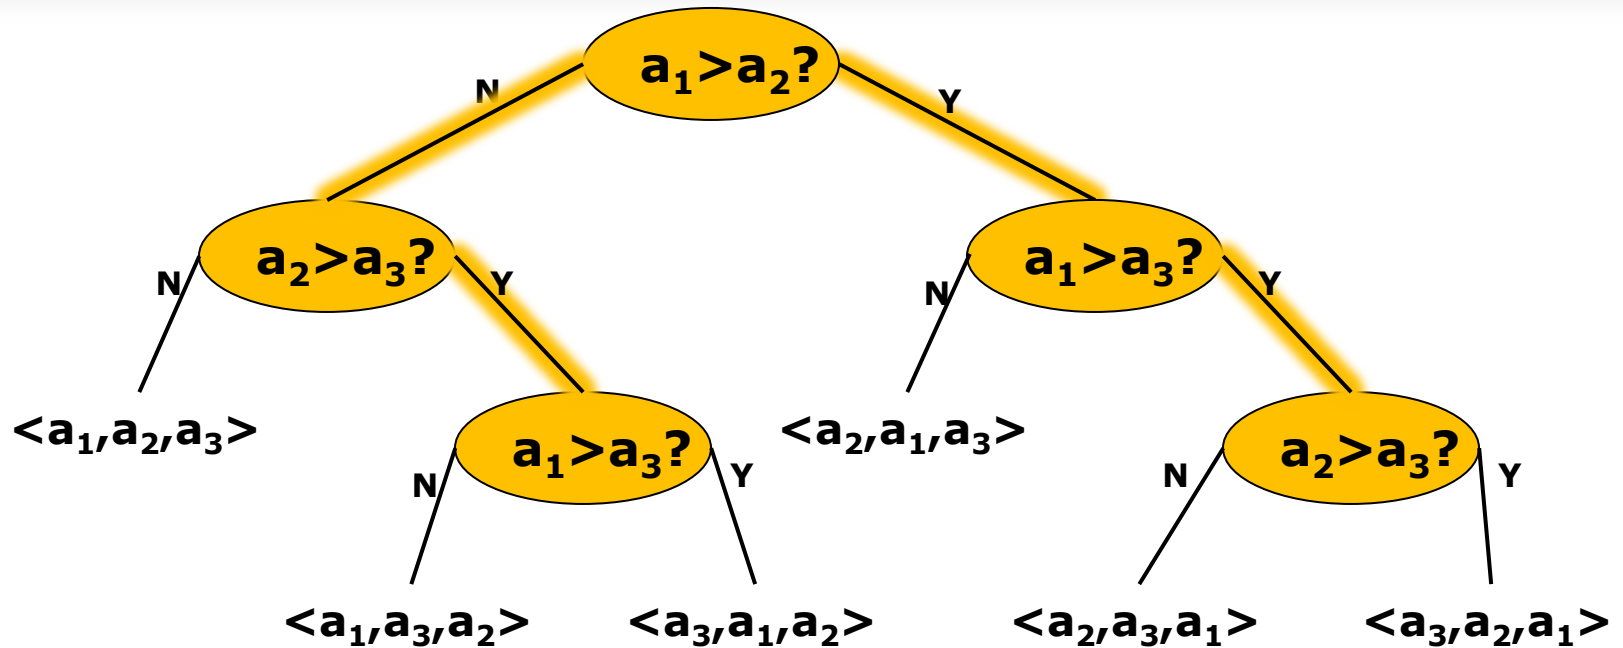 a₁>a₂?
N
Y
a₂>a₃?
a₁>a₃?
N
Y
N
Y
<a₁,a₂,a₃>
a₁>a₃?
<a₂,a₁,a₃>
a₂>a₃?
N
Y
N
Y
<a₁,a₃,a₂>
<a₃,a₁,a₂>
<a₂,a₃,a₁>
<a₃,a₂,a₁>